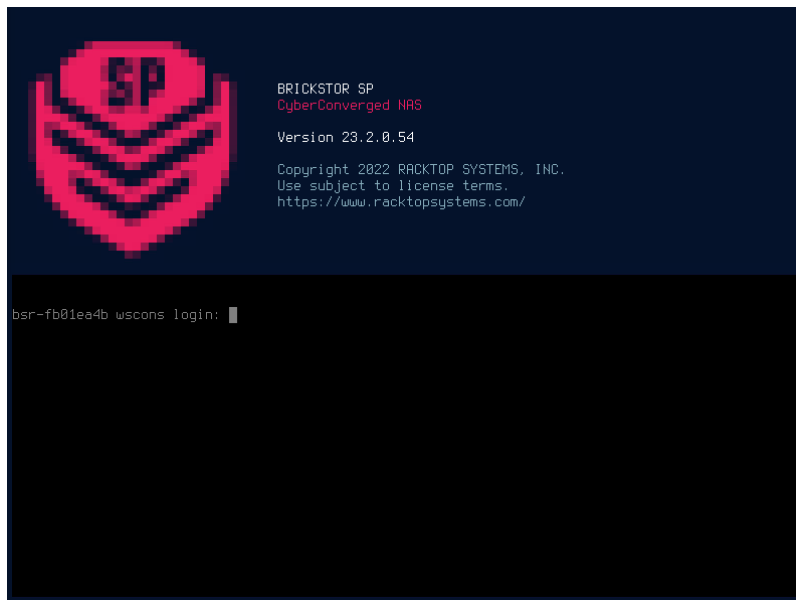 SP
BRICKSTOR SP
CyberConverged NAS
Version 23.2.0.54
Copyright 2022 RACKTOP SYSTEMS, INC.
Use subject to license terms.
https://www.racktopsystems.com/
bsr-fb01ea4b wscons login: